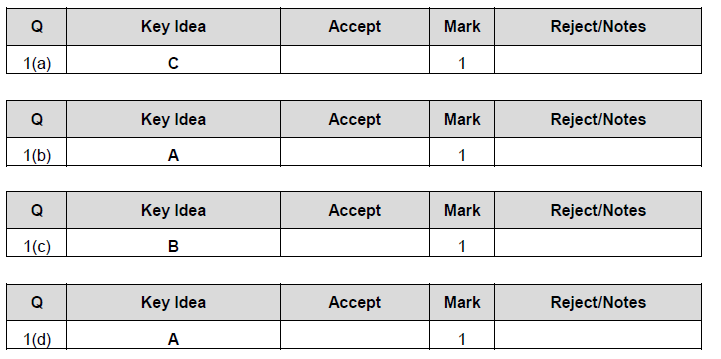 Q Key Idea Accept Mark Reject/Notes
1(a) C 1
Q Key Idea Accept Mark Reject/Notes
1(b) A 1
Q Key Idea Accept Mark Reject/Notes
1(c) B 1
Q Key Idea Accept Mark Reject/Notes
1(d) A 1